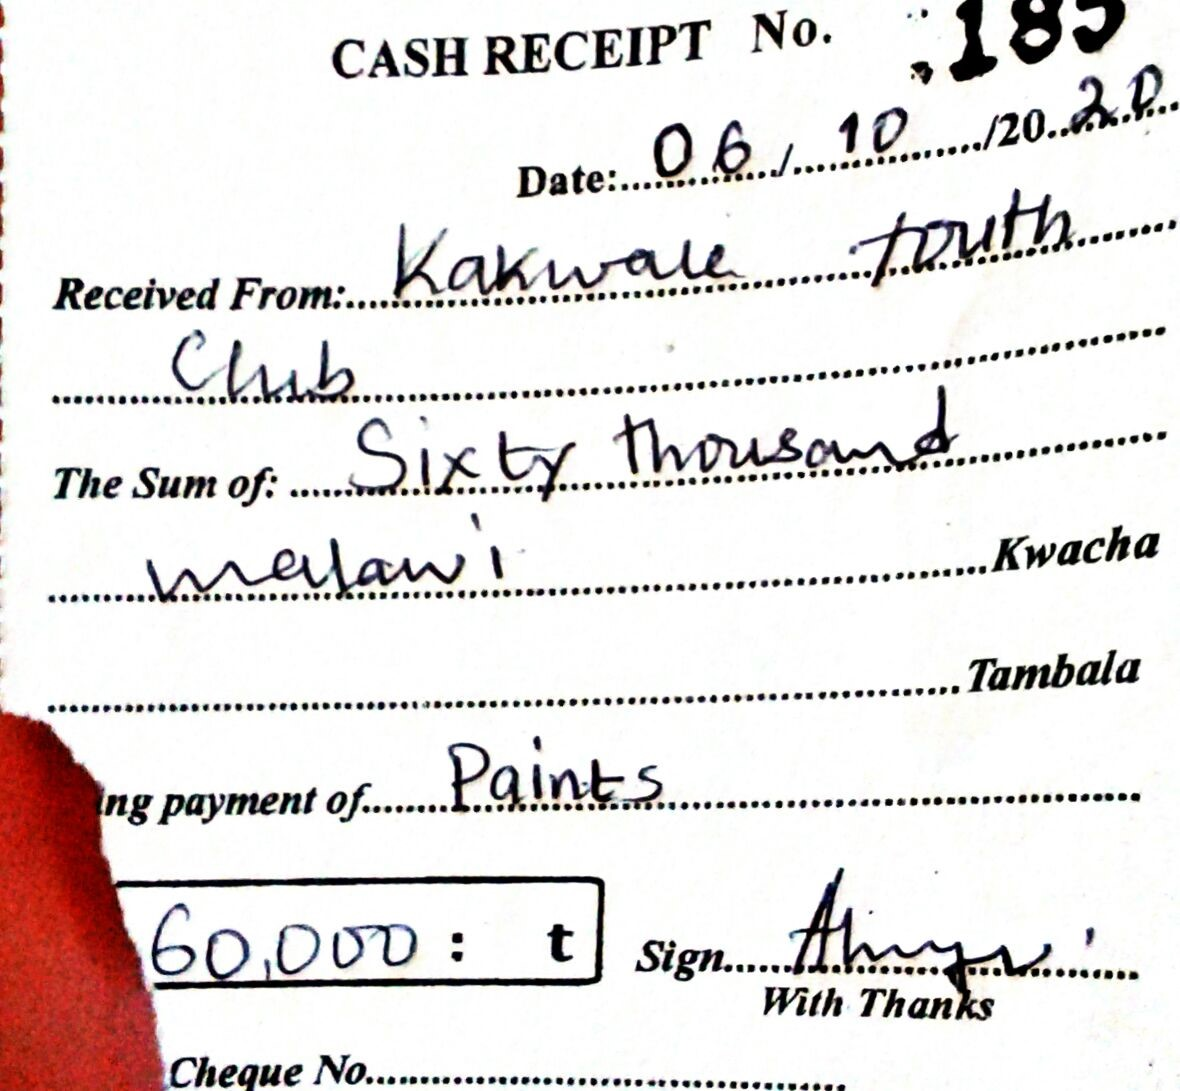 CASH RECEIPT No. 185
Date: 06/10/2020
Received From: Kakwale Youth
Club
The Sum of: Sixty thousand
malawi Kwacha
Tambala
ing payment of Paints
60,000 : t Sign
With Thanks
Cheque No.